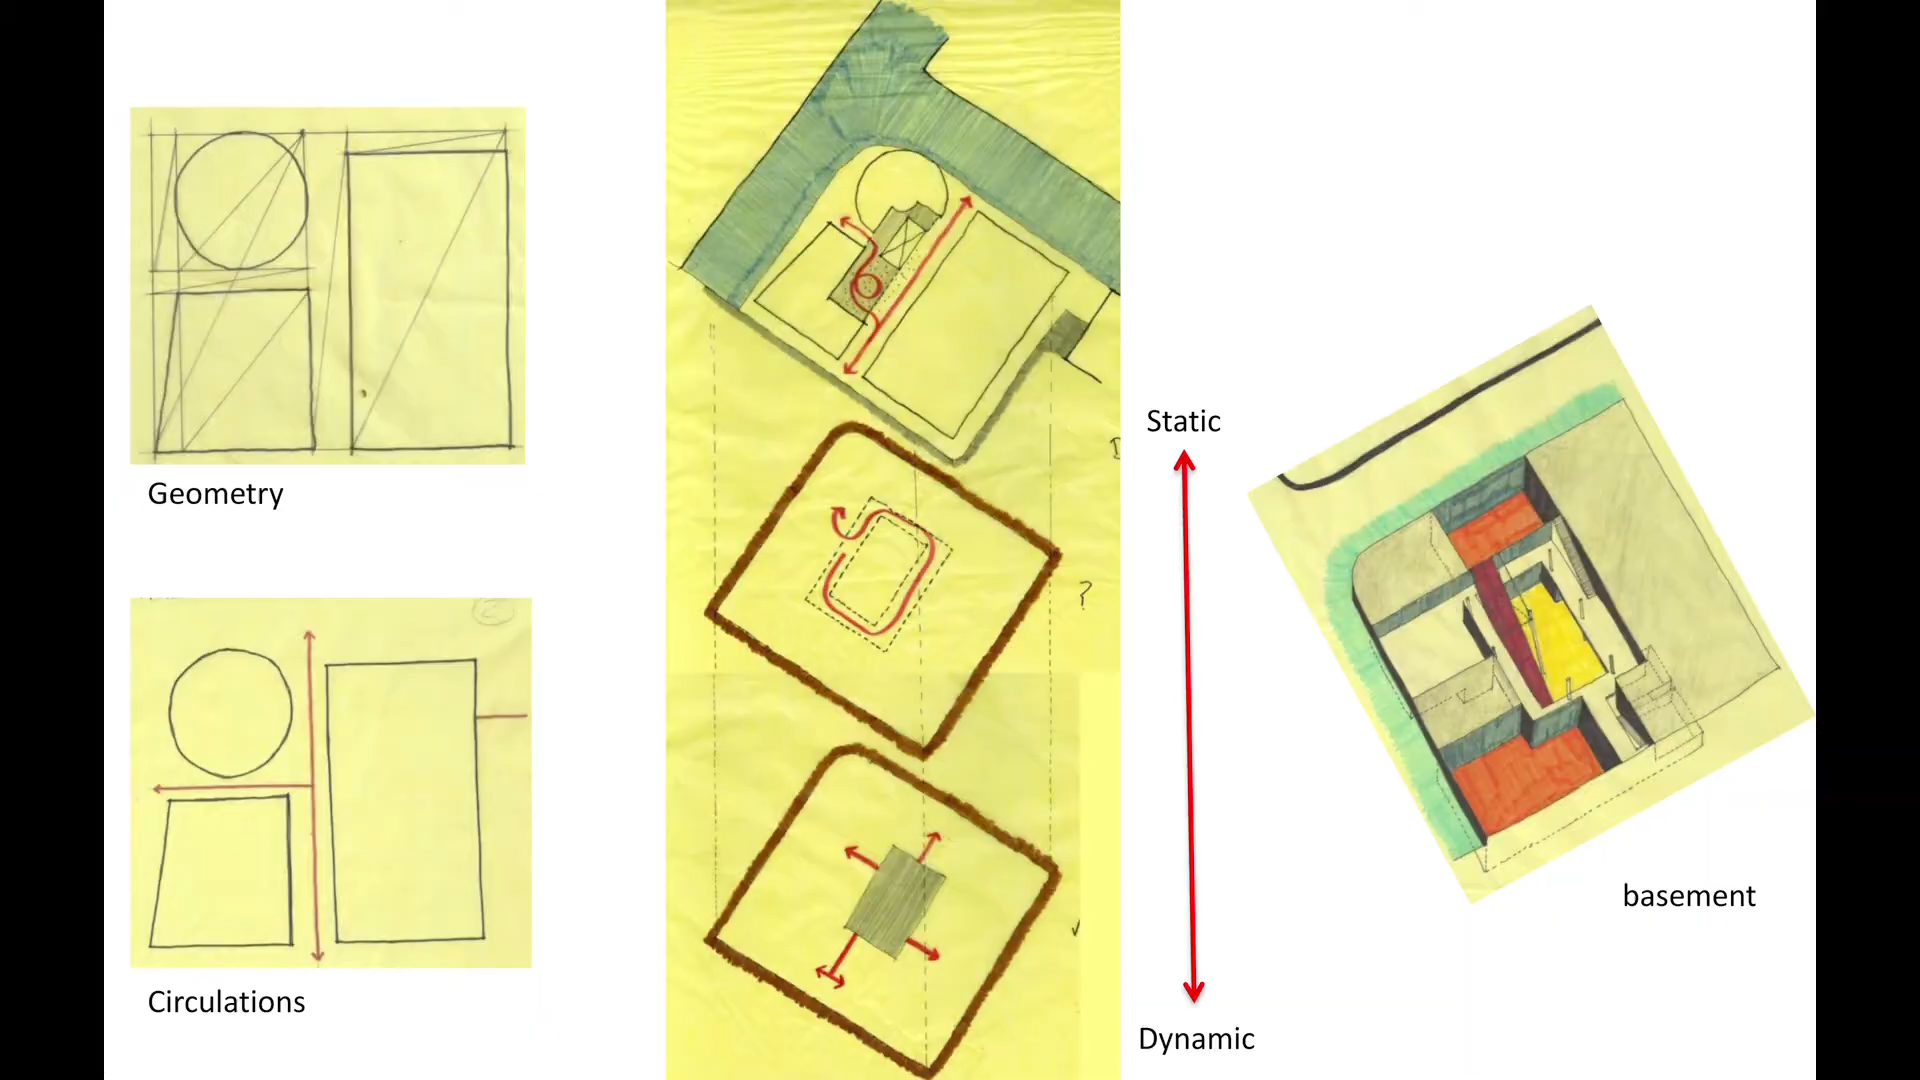 Geometry
Circulations
Static
?
Dynamic
basement